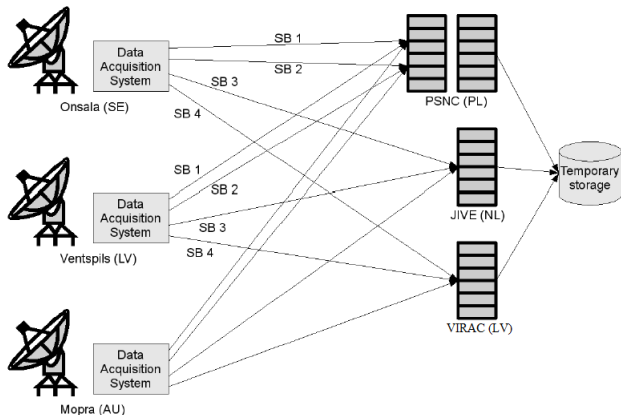 Data
Acquisition
System
Onsala (SE)
SB 1
SB 2
SB 3
SB 4
PSNC (PL)
Data
Acquisition
System
Ventspils (LV)
SB 1
SB 2
SB 3
SB 4
JIVE (NL)
Temporary
storage
VIRAC (LV)
Data
Acquisition
System
Mopra (AU)